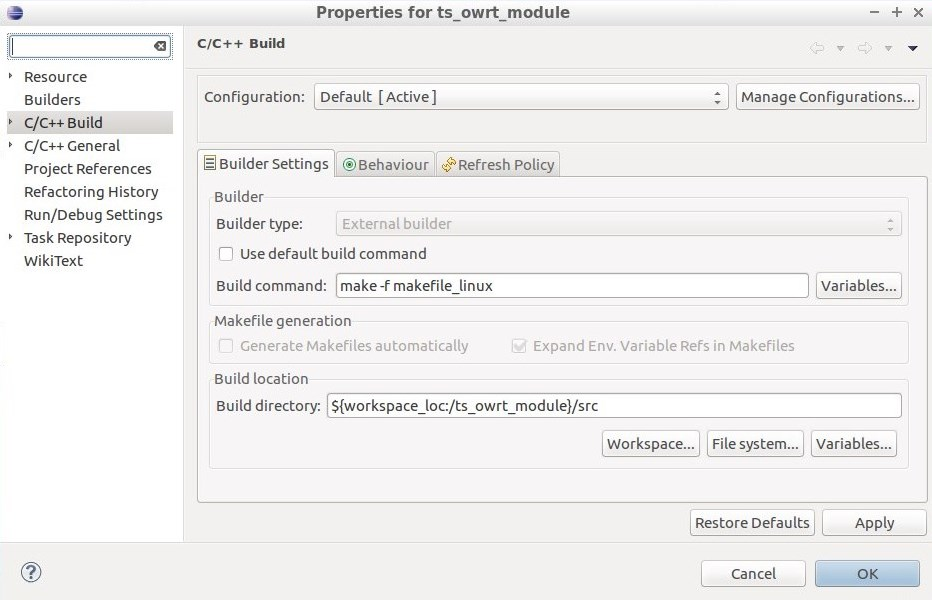 Properties for ts_owrt_module
Resource
Builders
C/C++ Build
C/C++ General
Project References
Refactoring History
Run/Debug Settings
Task Repository
WikiText
C/C++ Build
Configuration: Default [ Active ] Manage Configurations...
Builder Settings Behaviour Refresh Policy
Builder
Builder type: External builder
Use default build command
Build command: make -f makefile_linux Variables...
Makefile generation
Generate Makefiles automatically Expand Env. Variable Refs in Makefiles
Build location
Build directory: ${workspace_loc:/ts_owrt_module}/src
Workspace... File system... Variables...
Restore Defaults Apply
? Cancel OK